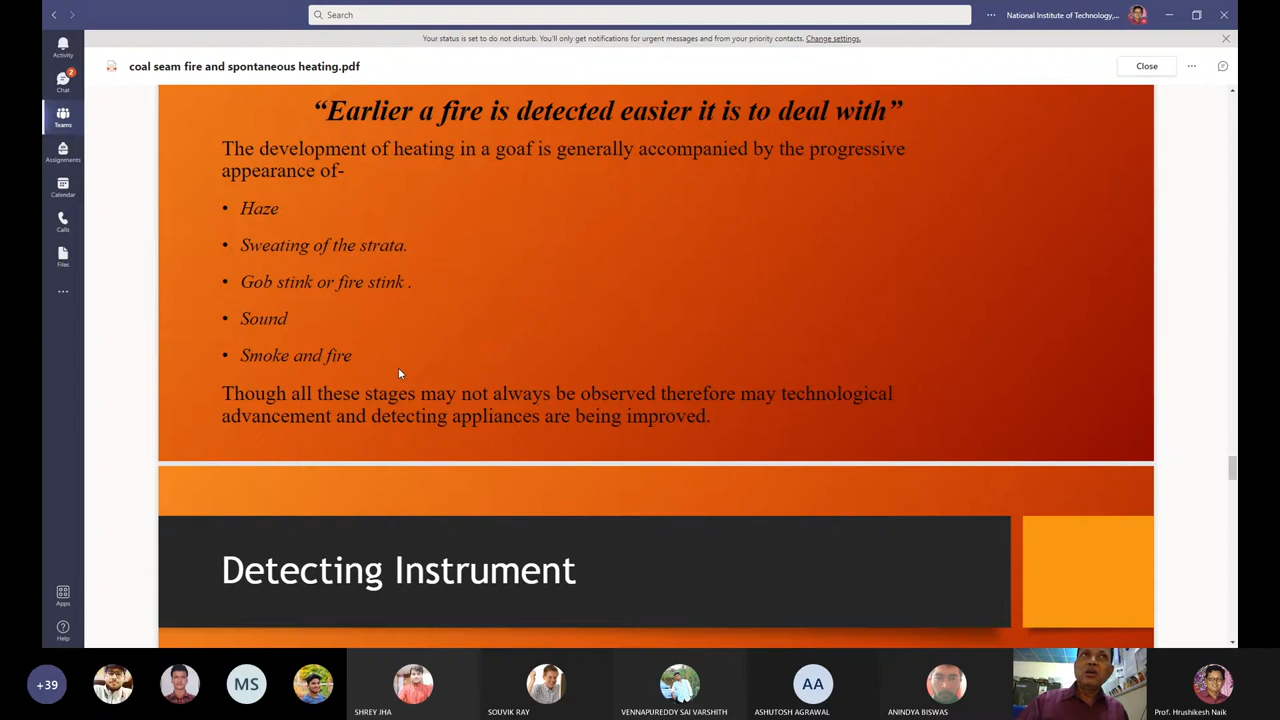 Search
National Institute of Technology,...
Your status is set to do not disturb. You'll only get notifications for urgent messages and from your priority contacts. Change settings.
coal seam fire and spontaneous heating.pdf
Close
Activity
2
Chat
Teams
Assignments
Calendar
Calls
Files
Apps
Help
“Earlier a fire is detected easier it is to deal with”
The development of heating in a goaf is generally accompanied by the progressive
appearance of-
• Haze
• Sweating of the strata.
• Gob stink or fire stink .
• Sound
• Smoke and fire
Though all these stages may not always be observed therefore may technological
advancement and detecting appliances are being improved.
Detecting Instrument
+39
MS
AA
SHREY JHA
SOUVIK RAY
VENNAPUREDDY SAI VARSHITH
ASHUTOSH AGRAWAL
ANINDYA BISWAS
Prof. Hrushikesh Naik